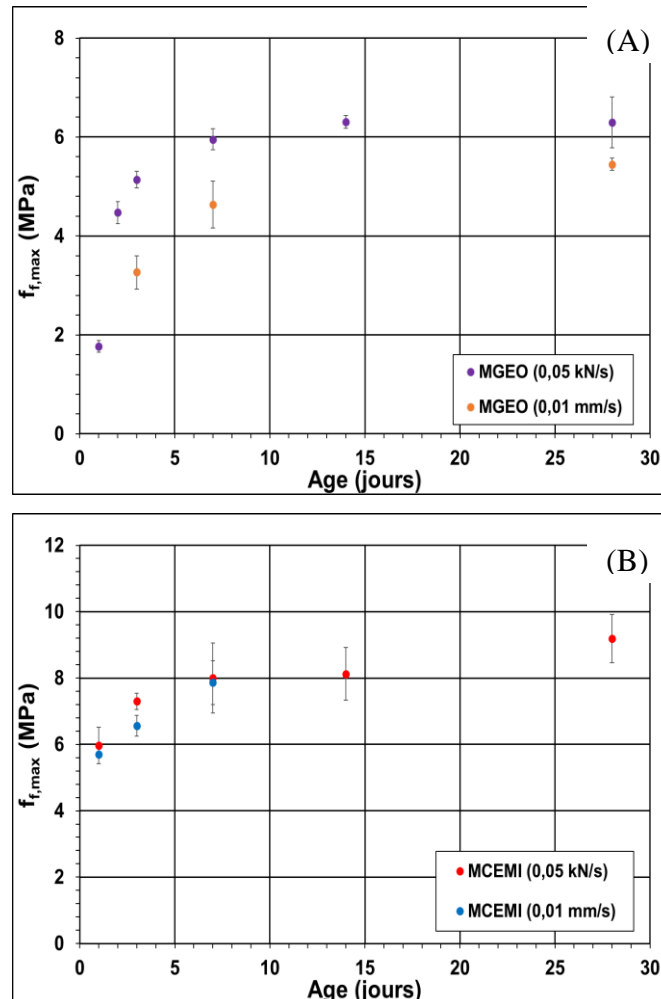 (A)
8
6
4
2
0
f_f,max (MPa)
MGEO (0,05 kN/s)
MGEO (0,01 mm/s)
0 5 10 15 20 25 30
Age (jours)
(B)
12
10
8
6
4
2
0
f_f,max (MPa)
MCEMI (0,05 kN/s)
MCEMI (0,01 mm/s)
0 5 10 15 20 25 30
Age (jours)